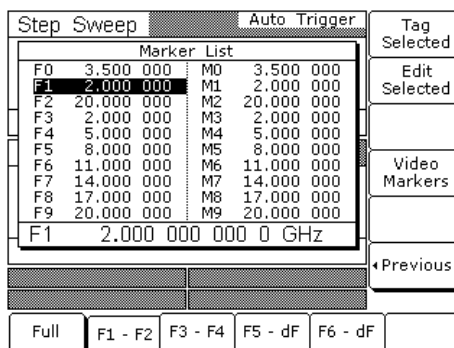 Step Sweep
Auto Trigger
Marker List
F0 3.500 000 M0 3.500 000
F1 2.000 000 M1 2.000 000
F2 20.000 000 M2 20.000 000
F3 2.000 000 M3 2.000 000
F4 5.000 000 M4 5.000 000
F5 8.000 000 M5 8.000 000
F6 11.000 000 M6 11.000 000
F7 14.000 000 M7 14.000 000
F8 17.000 000 M8 17.000 000
F9 20.000 000 M9 20.000 000
F1 2.000 000 000 0 GHz
Tag
Selected
Edit
Selected
Video
Markers
Previous
Full
F1 - F2
F3 - F4
F5 - dF
F6 - dF